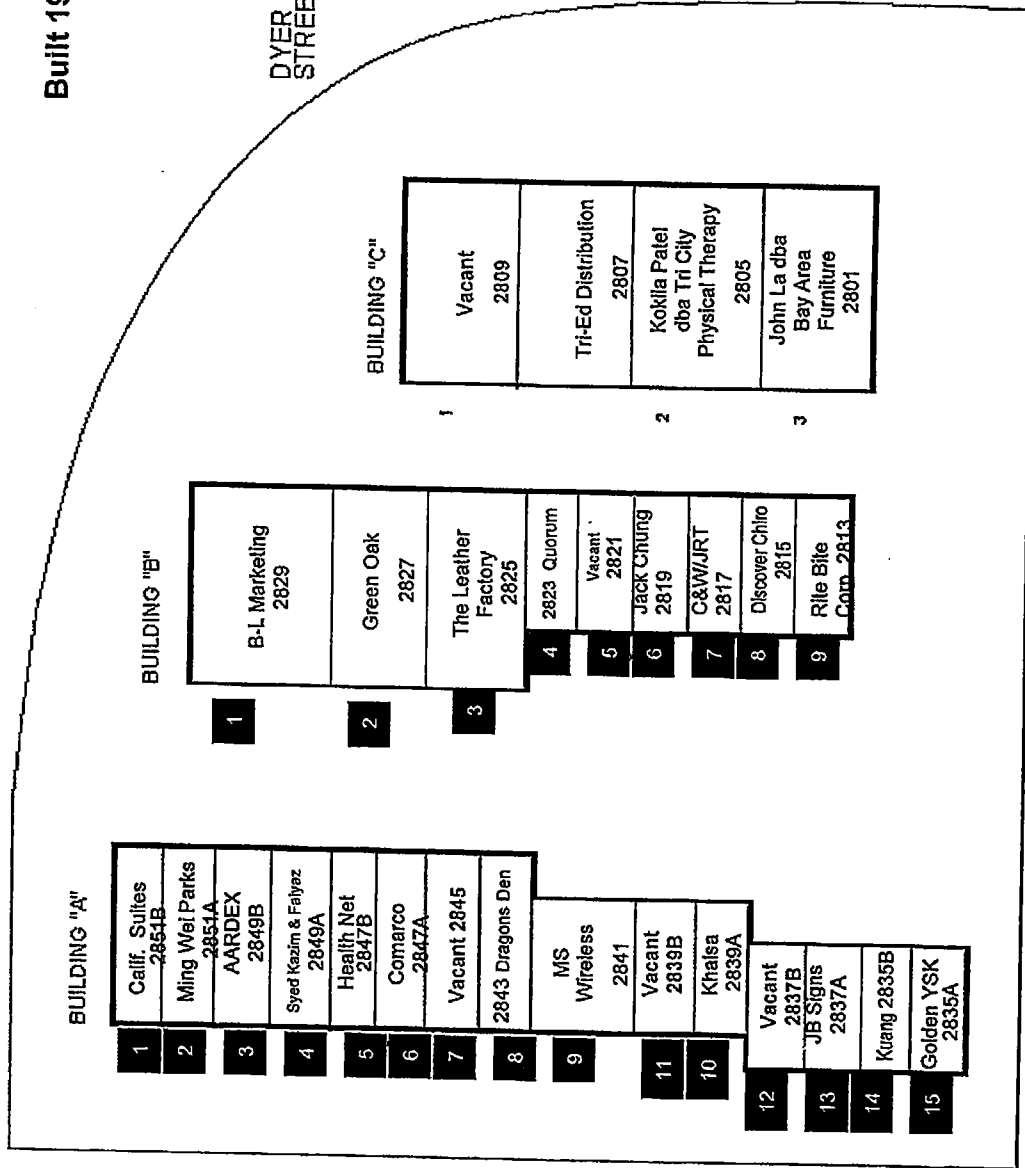 Built 19
DYER
STREE
BUILDING "A"
1
Calif. Suites
2851B
2
Ming Wei Parks
2851A
3
AARDEX
2849B
4
Syed Kazim & Faiyaz
2849A
5
Health Net
2847B
6
Comarco
2847A
7
Vacant 2845
8
2843 Dragons Den
9
MS
Wireless
2841
11
Vacant
2839B
10
Khalsa
2839A
12
Vacant
2837B
13
JB Signs
2837A
14
Kuang 2835B
15
Golden YSK
2835A
BUILDING "B"
1
B-L Marketing
2829
2
Green Oak
2827
3
The Leather
Factory
2825
4
2823 Quorum
5
Vacant
2821
6
Jack Chung
2819
7
C&W/JRT
2817
8
Discover Chiro
2815
9
Rite Bite
Corp 2813
BUILDING "C"
1
Vacant
2809
Tri-Ed Distribution
2807
2
Kokila Patel
dba Tri City
Physical Therapy
2805
3
John La dba
Bay Area
Furniture
2801